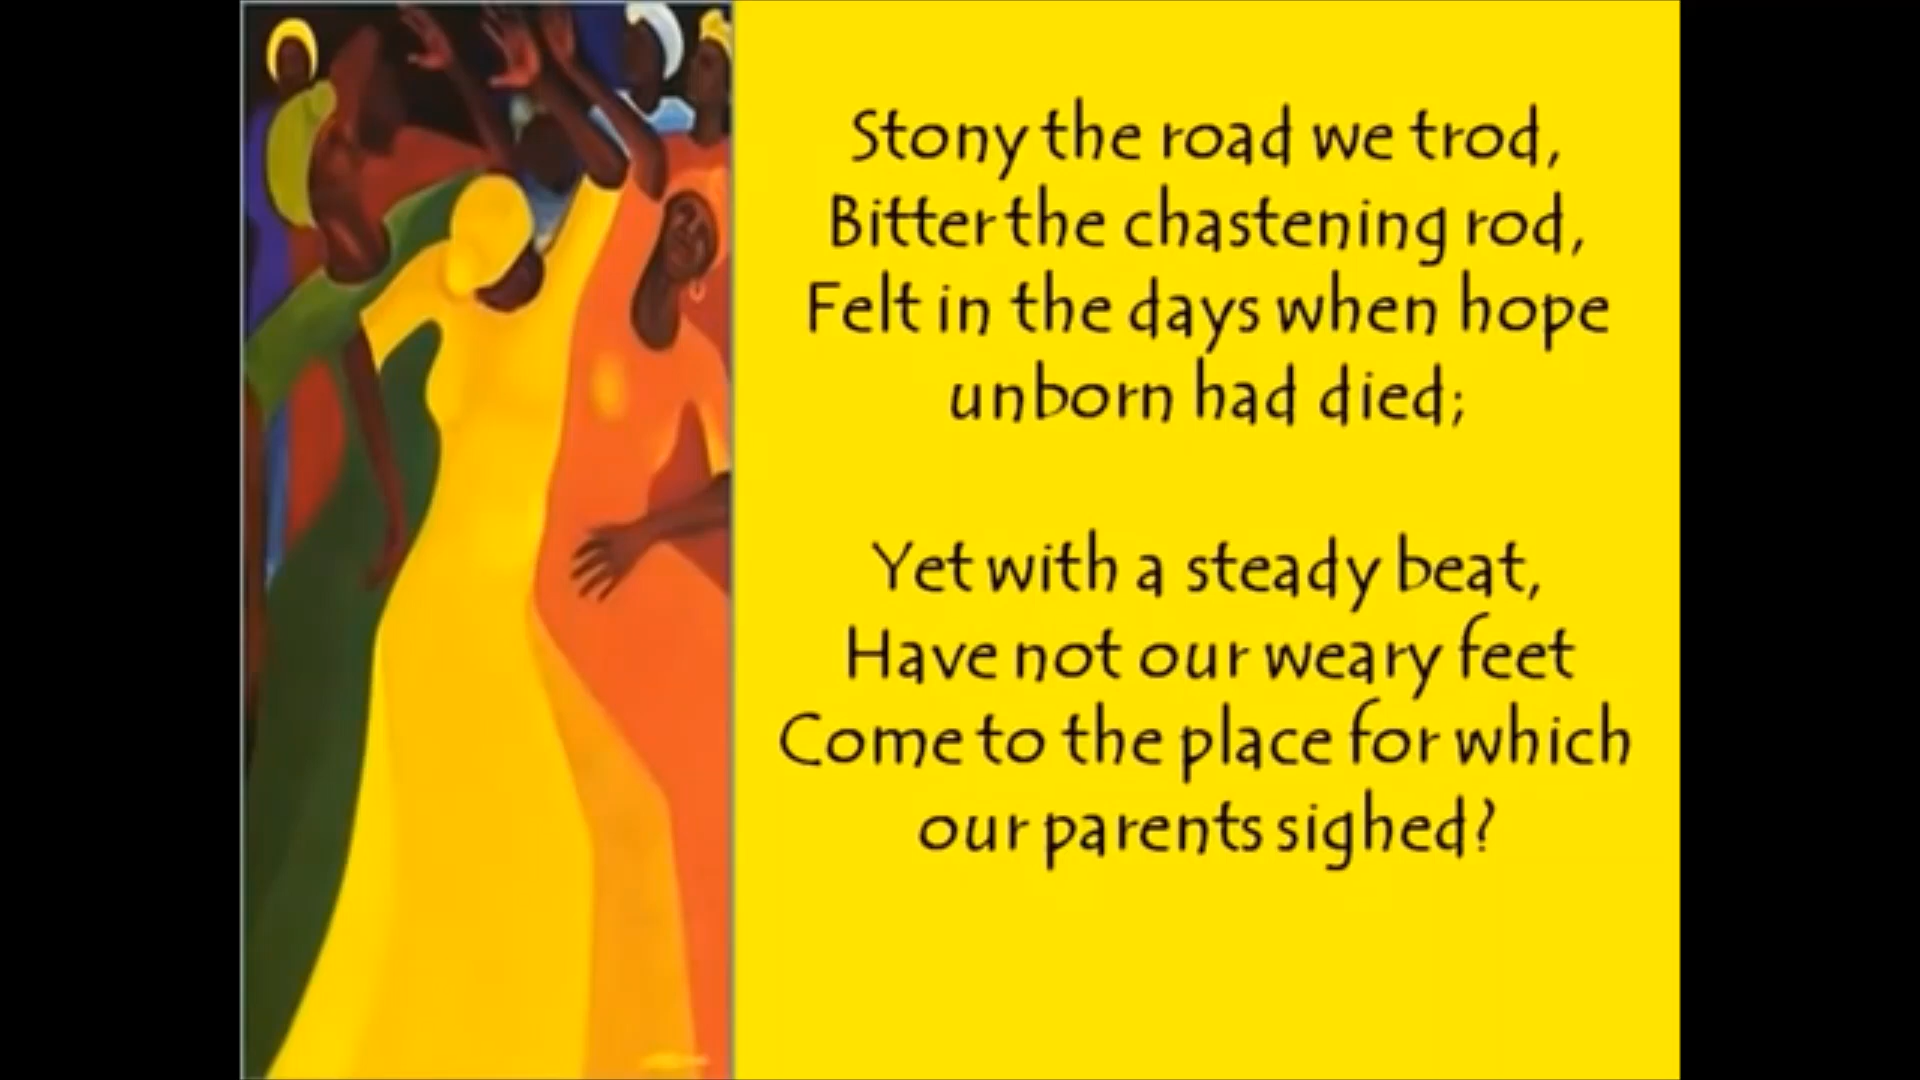 Stony the road we trod,
Bitter the chastening rod,
Felt in the days when hope
unborn had died;
Yet with a steady beat,
Have not our weary feet
Come to the place for which
our parents sighed?